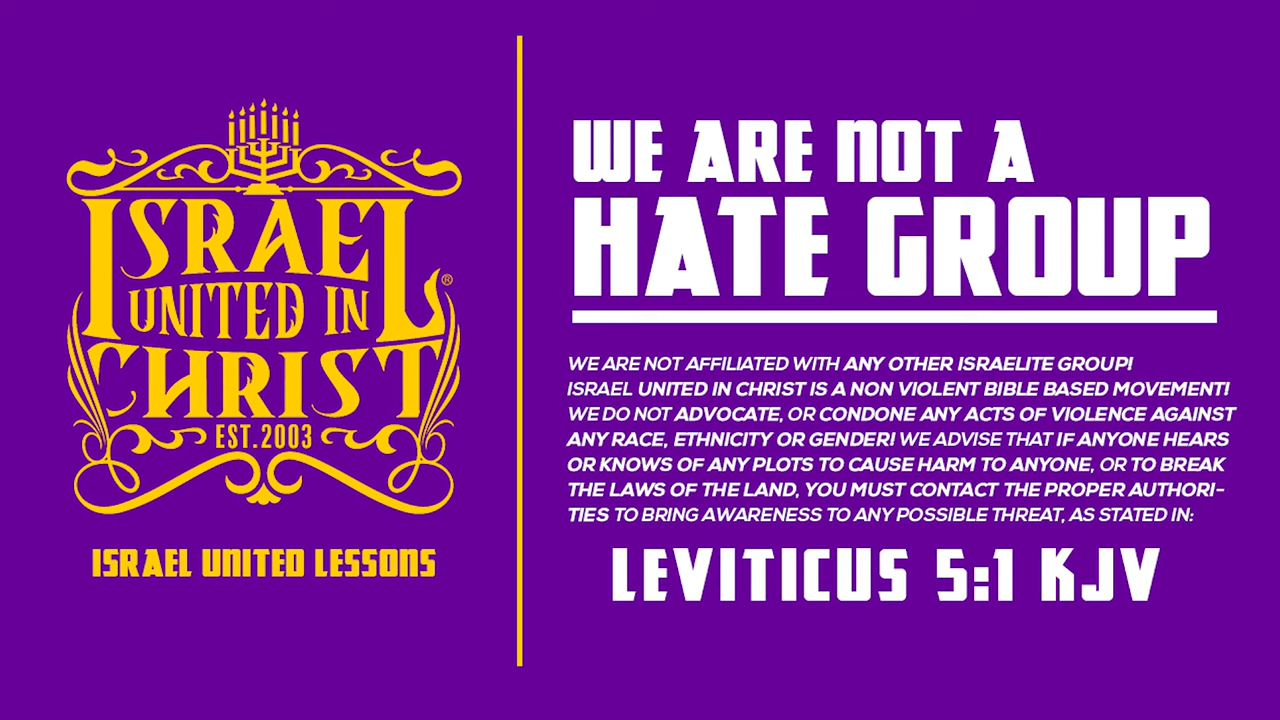 ISRAEL
UNITED IN
CHRIST
®
EST. 2003
ISRAEL UNITED LESSONS
WE ARE NOT A
HATE GROUP
WE ARE NOT AFFILIATED WITH ANY OTHER ISRAELITE GROUP!
ISRAEL UNITED IN CHRIST IS A NON VIOLENT BIBLE BASED MOVEMENT!
WE DO NOT ADVOCATE, OR CONDONE ANY ACTS OF VIOLENCE AGAINST
ANY RACE, ETHNICITY OR GENDER! WE ADVISE THAT IF ANYONE HEARS
OR KNOWS OF ANY PLOTS TO CAUSE HARM TO ANYONE, OR TO BREAK
THE LAWS OF THE LAND, YOU MUST CONTACT THE PROPER AUTHORI-
TIES TO BRING AWARENESS TO ANY POSSIBLE THREAT, AS STATED IN:
LEVITICUS 5:1 KJV